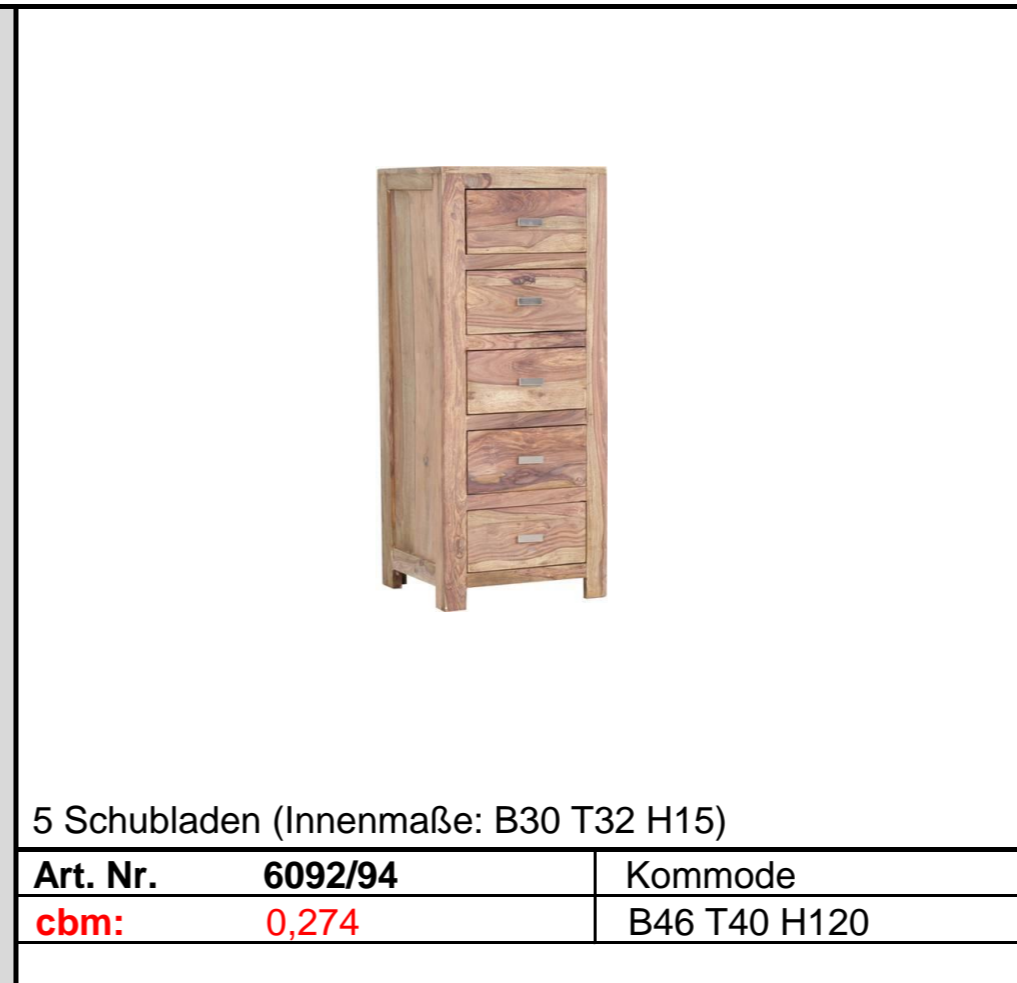 5 Schubladen (Innenmaße: B30 T32 H15)
Art. Nr. 6092/94 Kommode
cbm: 0,274 B46 T40 H120